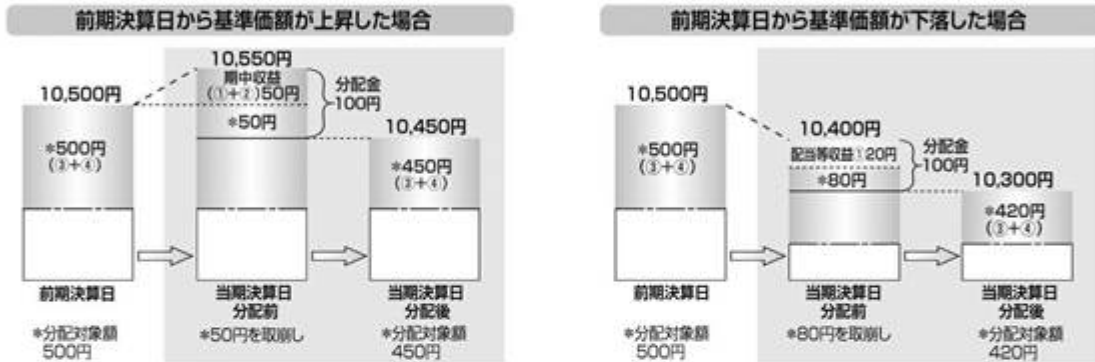 前期決算日から基準価額が上昇した場合
10,500円
*500円
(③+④)
前期決算日
*分配対象額
500円
10,550円
期中収益
(①+②)50円
*50円
分配金
100円
当期決算日
分配前
*50円を取崩し
10,450円
*450円
(③+④)
当期決算日
分配後
*分配対象額
450円
前期決算日から基準価額が下落した場合
10,500円
*500円
(③+④)
前期決算日
*分配対象額
500円
10,400円
配当等収益①20円
*80円
分配金
100円
当期決算日
分配前
*80円を取崩し
10,300円
*420円
(③+④)
当期決算日
分配後
*分配対象額
420円